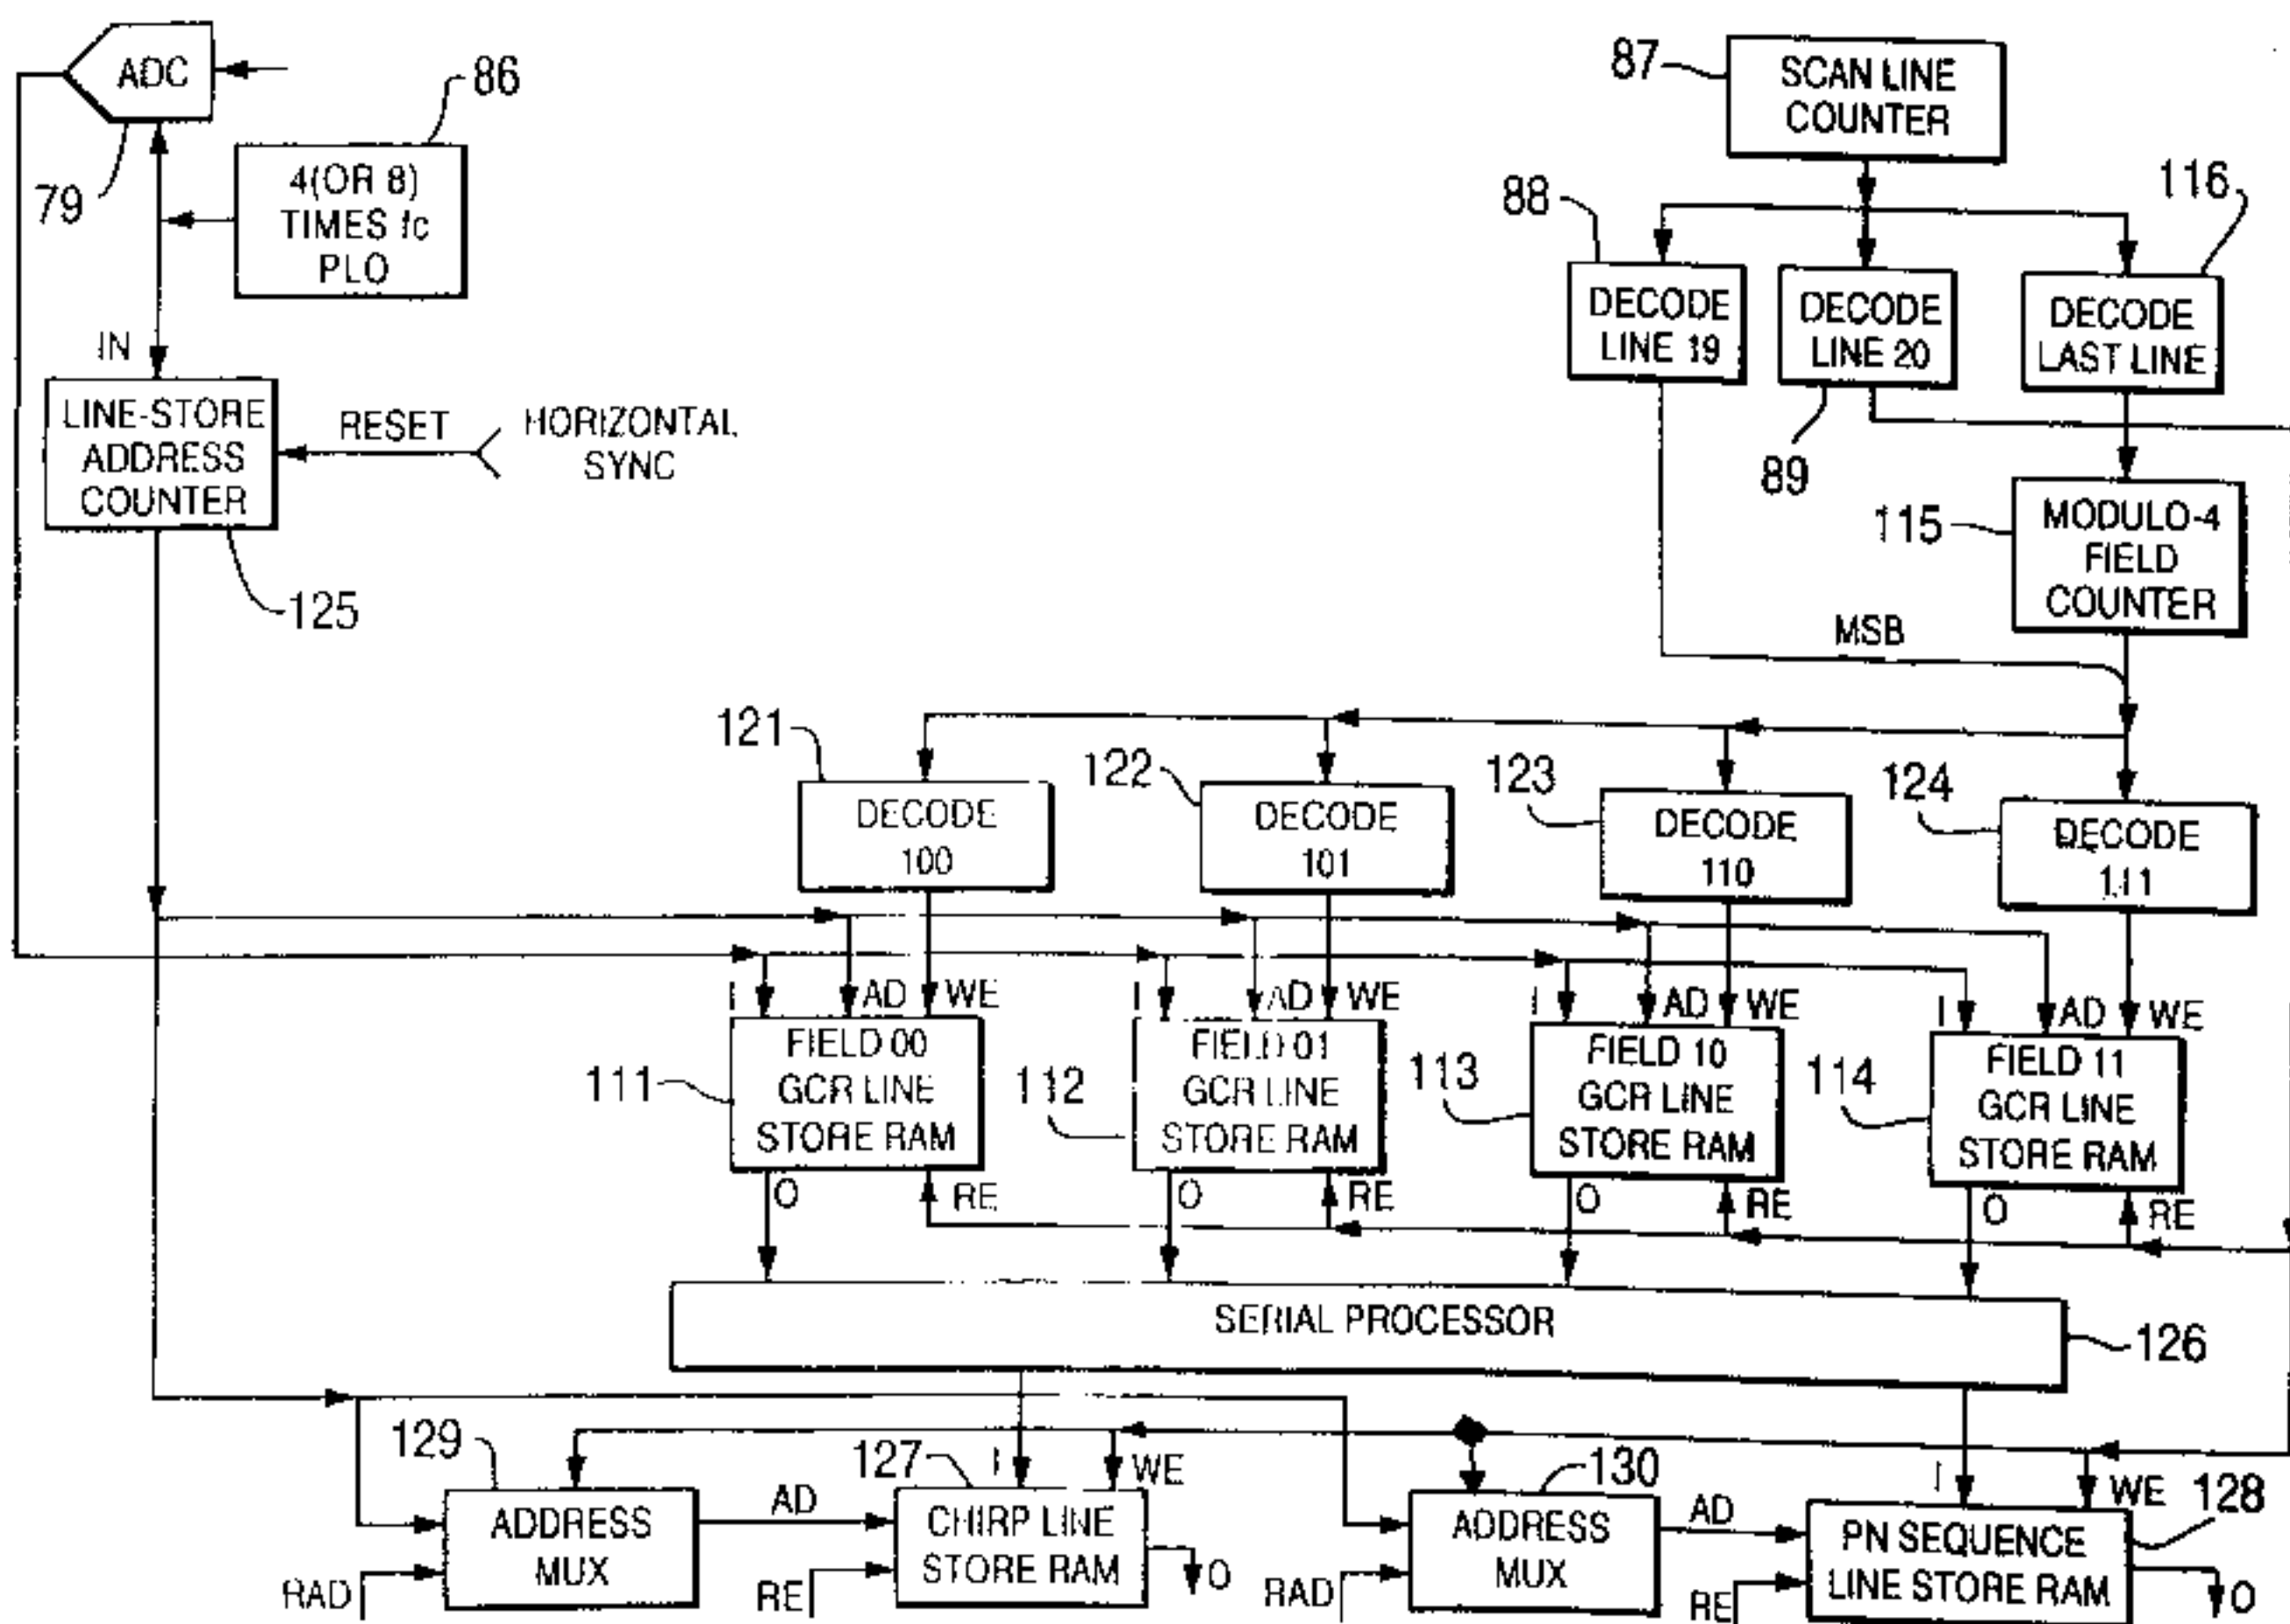 ADC
86
79
4(OR 8)
TIMES fc
PLO
IN
LINE-STORE
ADDRESS
COUNTER
RESET
HORIZONTAL
SYNC
125
87
SCAN LINE
COUNTER
88
116
DECODE
LINE 19
DECODE
LINE 20
DECODE
LAST LINE
89
115
MODULO-4
FIELD
COUNTER
MSB
121
122
123
124
DECODE
100
DECODE
101
DECODE
110
DECODE
111
I AD WE
I AD WE
I AD WE
I AD WE
111
FIELD 00
GCR LINE
STORE RAM
112
FIELD 01
GCR LINE
STORE RAM
113
FIELD 10
GCR LINE
STORE RAM
114
FIELD 11
GCR LINE
STORE RAM
O RE
O RE
O RE
O RE
SERIAL PROCESSOR
126
129
127
I
WE
130
I
WE
128
ADDRESS
MUX
AD
CHIRP LINE
STORE RAM
ADDRESS
MUX
AD
PN SEQUENCE
LINE STORE RAM
RAD
RE
O
RAD
RE
O